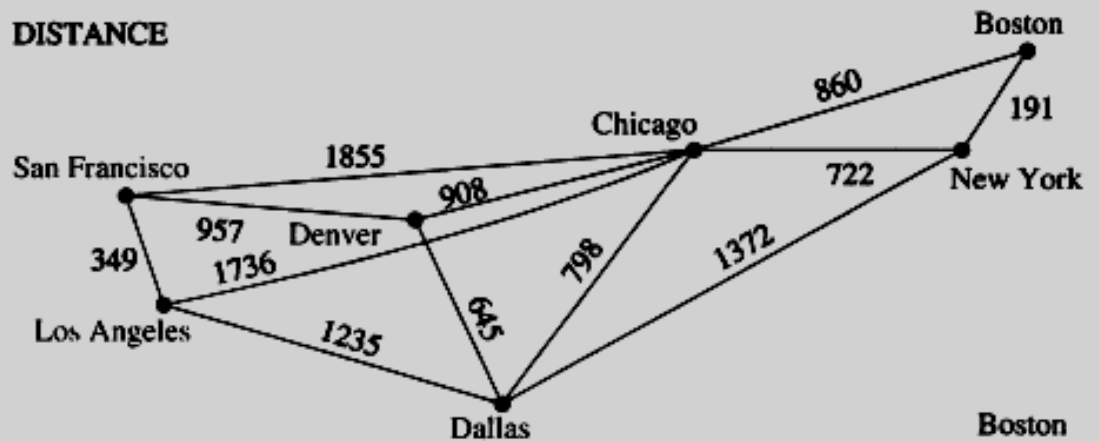 DISTANCE
Boston
860
191
Chicago
1855
San Francisco
908
722
New York
957
Denver
349
1736
798
1372
Los Angeles
1235
645
Dallas
Boston